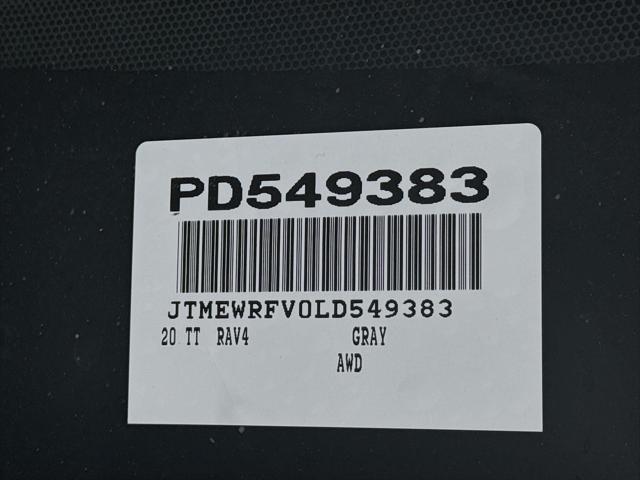 PD549383
JTMEWRFV0LD549383
20 TT RAV4 GRAY
AWD